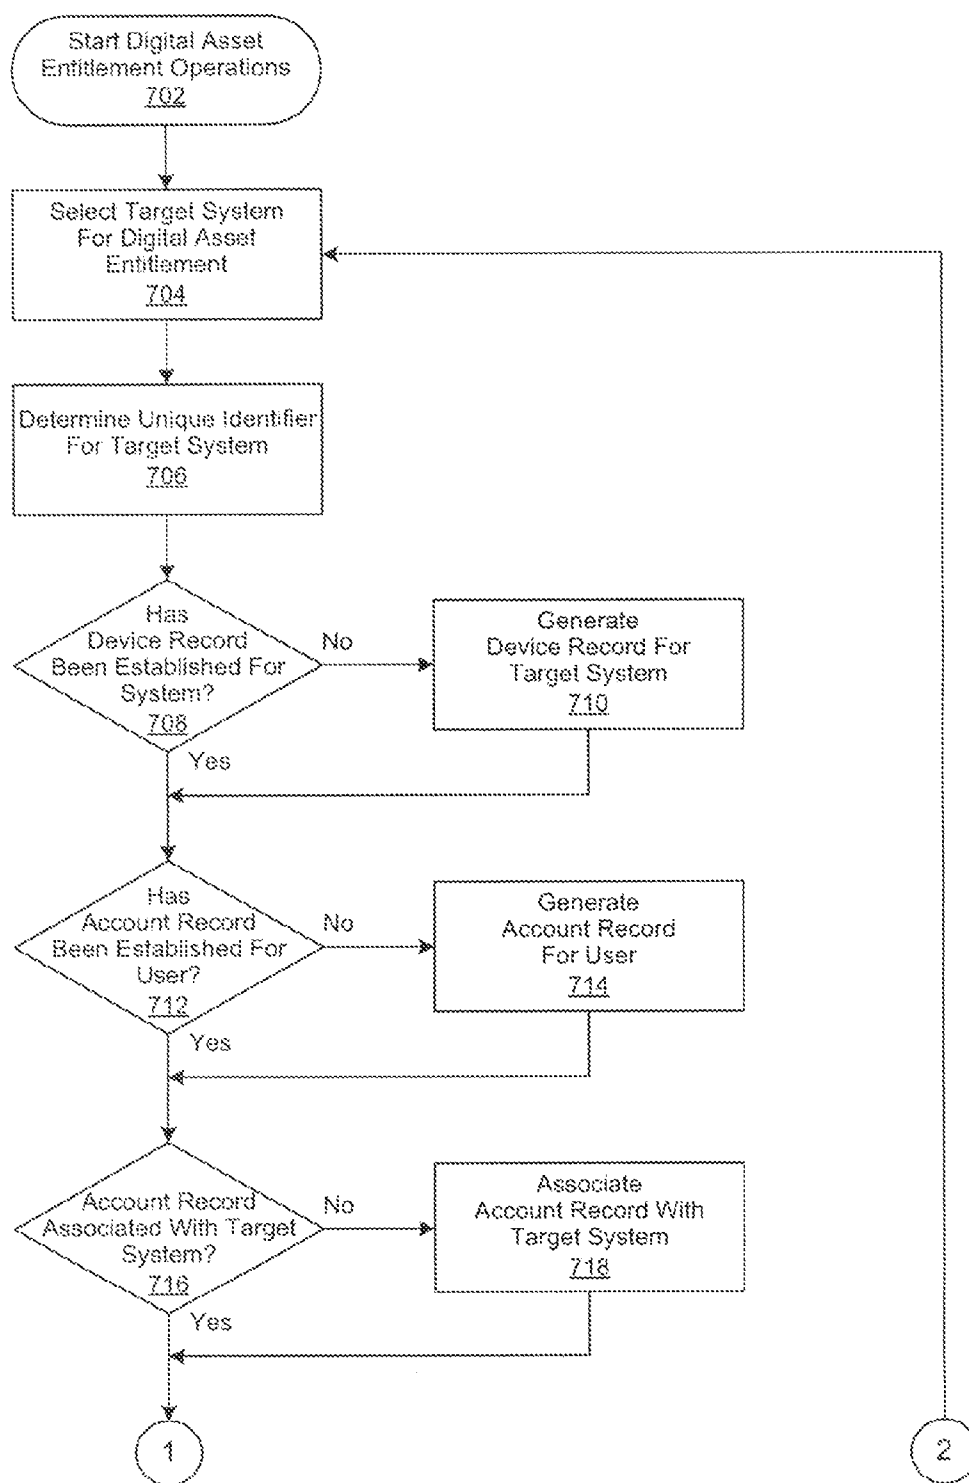 Start Digital Asset
Entitlement Operations
702
Select Target System
For Digital Asset
Entitlement
704
Determine Unique Identifier
For Target System
706
Has
Device Record
Been Established For
System?
708
No
Generate
Device Record For
Target System
710
Yes
Has
Account Record
Been Established For
User?
712
No
Generate
Account Record
For User
714
Yes
Account Record
Associated With Target
System?
716
No
Associate
Account Record With
Target System
718
Yes
1
2